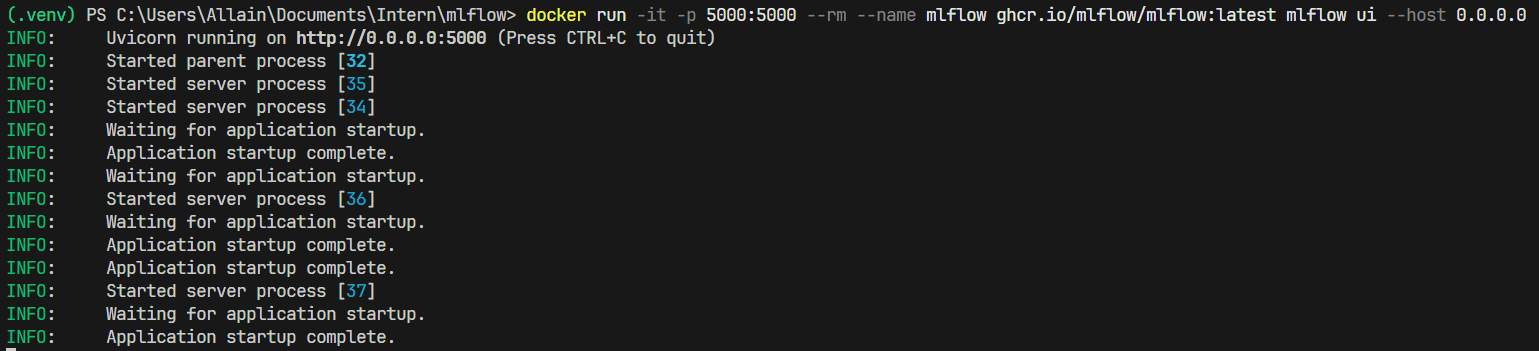 (.venv) PS C:\Users\Allain\Documents\Intern\mlflow> docker run -it -p 5000:5000 --rm --name mlflow ghcr.io/mlflow/mlflow:latest mlflow ui --host 0.0.0.0
INFO:     Uvicorn running on http://0.0.0.0:5000 (Press CTRL+C to quit)
INFO:     Started parent process [32]
INFO:     Started server process [35]
INFO:     Started server process [34]
INFO:     Waiting for application startup.
INFO:     Application startup complete.
INFO:     Waiting for application startup.
INFO:     Started server process [36]
INFO:     Waiting for application startup.
INFO:     Application startup complete.
INFO:     Application startup complete.
INFO:     Started server process [37]
INFO:     Waiting for application startup.
INFO:     Application startup complete.